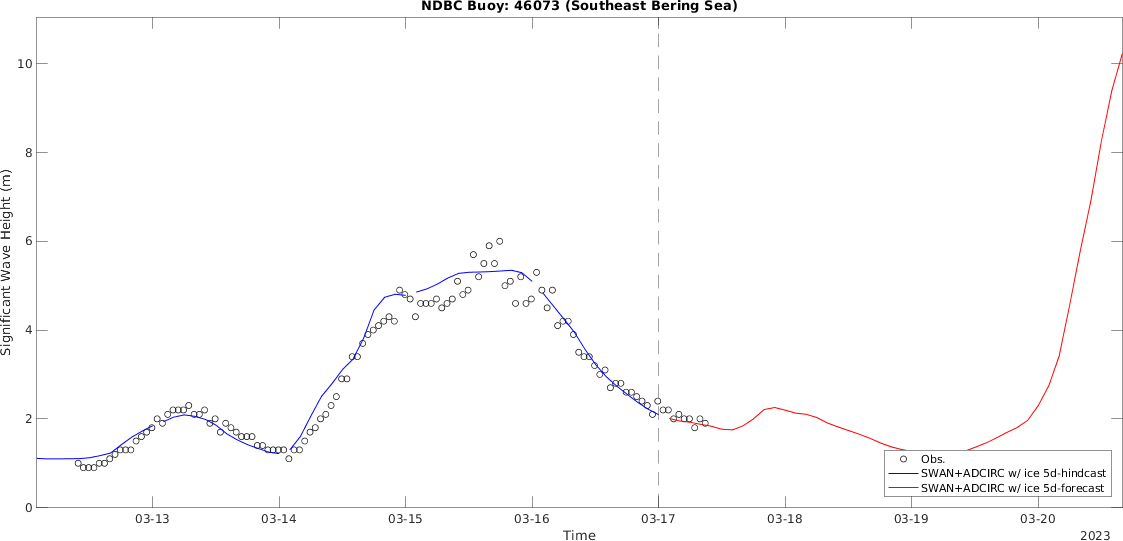 NDBC Buoy: 46073 (Southeast Bering Sea)
Significant Wave Height (m)
10
8
6
4
2
0
Obs.
SWAN+ADCIRC w/ ice 5d-hindcast
SWAN+ADCIRC w/ ice 5d-forecast
03-13 03-14 03-15 03-16 03-17 03-18 03-19 03-20
Time
2023